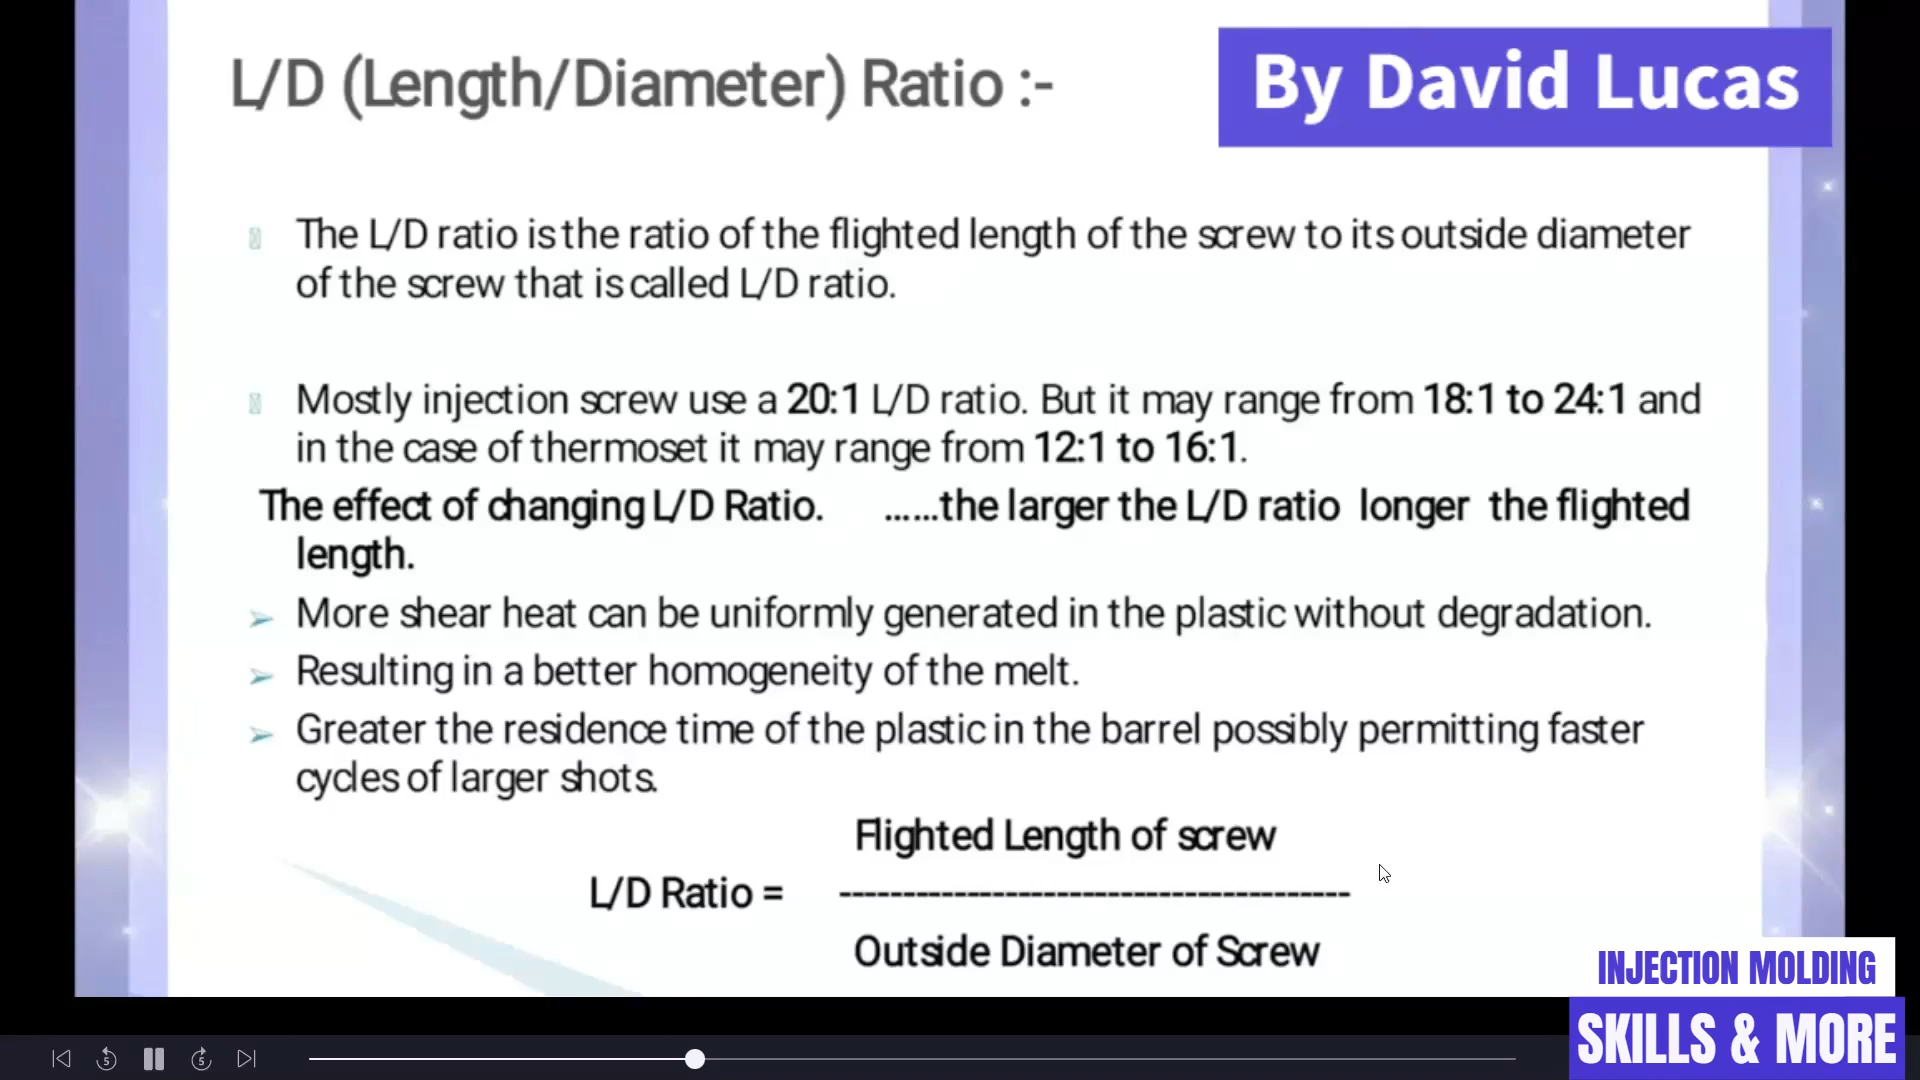 L/D (Length/Diameter) Ratio :-
By David Lucas
The L/D ratio is the ratio of the flighted length of the screw to its outside diameter
of the screw that is called L/D ratio.
Mostly injection screw use a 20:1 L/D ratio. But it may range from 18:1 to 24:1 and
in the case of thermoset it may range from 12:1 to 16:1.
The effect of changing L/D Ratio. ......the larger the L/D ratio longer the flighted
length.
More shear heat can be uniformly generated in the plastic without degradation.
Resulting in a better homogeneity of the melt.
Greater the residence time of the plastic in the barrel possibly permitting faster
cycles of larger shots.
Flighted Length of screw
L/D Ratio = ----------------------------------------
Outside Diameter of Screw
INJECTION MOLDING
SKILLS & MORE
5
5